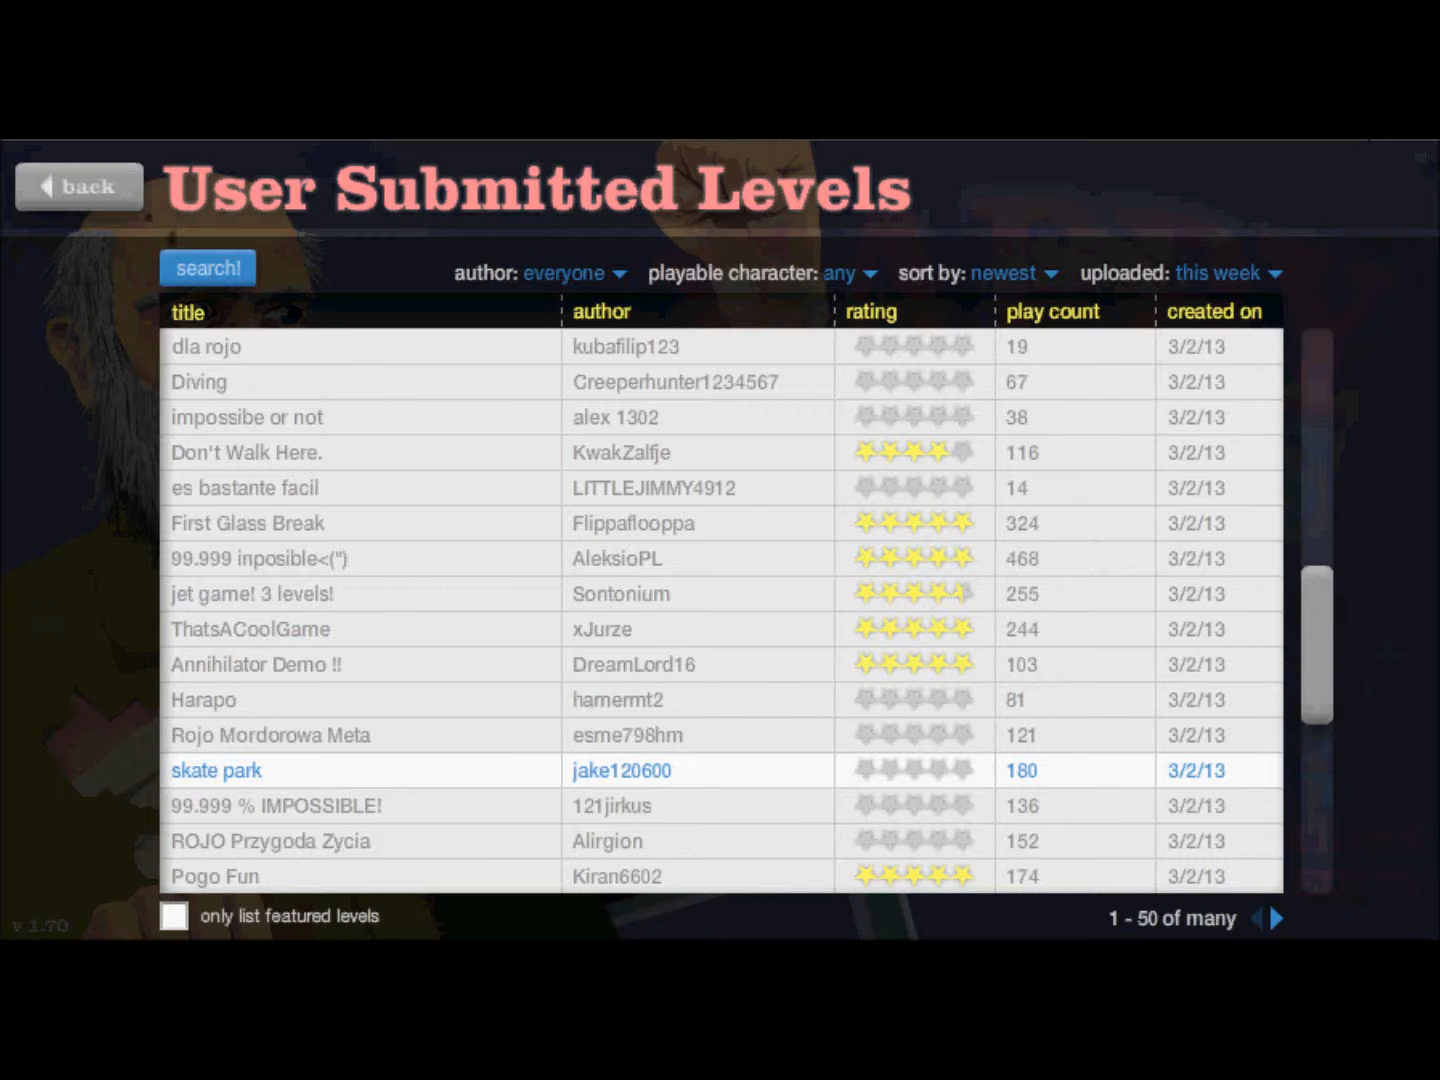 back
User Submitted Levels
search!
author: everyone playable character: any sort by: newest uploaded: this week
title author rating play count created on
dla rojo kubafilip123 19 3/2/13
Diving Creeperhunter1234567 67 3/2/13
impossibe or not alex 1302 38 3/2/13
Don't Walk Here. KwakZalfje 116 3/2/13
es bastante facil LITTLEJIMMY4912 14 3/2/13
First Glass Break Flippaflooppa 324 3/2/13
99.999 inposible<(") AleksioPL 468 3/2/13
jet game! 3 levels! Sontonium 255 3/2/13
ThatsACoolGame xJurze 244 3/2/13
Annihilator Demo !! DreamLord16 103 3/2/13
Harapo hamermt2 81 3/2/13
Rojo Mordorowa Meta esme798hm 121 3/2/13
skate park jake120600 180 3/2/13
99.999 % IMPOSSIBLE! 121jirkus 136 3/2/13
ROJO Przygoda Zycia Alirgion 152 3/2/13
Pogo Fun Kiran6602 174 3/2/13
only list featured levels 1 - 50 of many
v 1.70